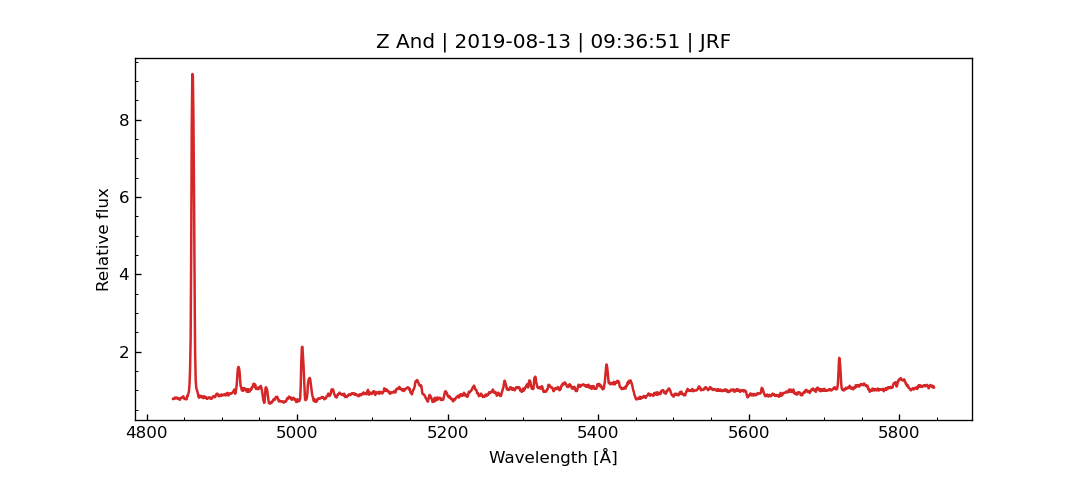 Z And | 2019-08-13 | 09:36:51 | JRF
Relative flux
8
6
4
2
4800 5000 5200 5400 5600 5800
Wavelength [Å]